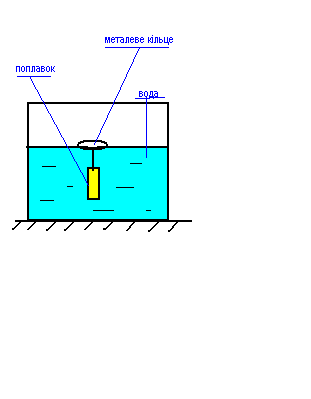 металеве кільце
поплавок
вода